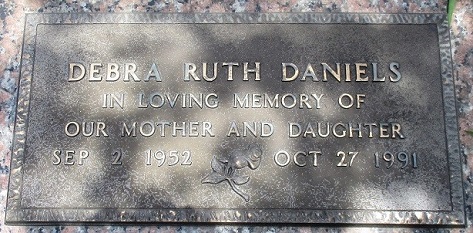 DEBRA RUTH DANIELS
IN LOVING MEMORY OF
OUR MOTHER AND DAUGHTER
SEP 2 1952 OCT 27 1991